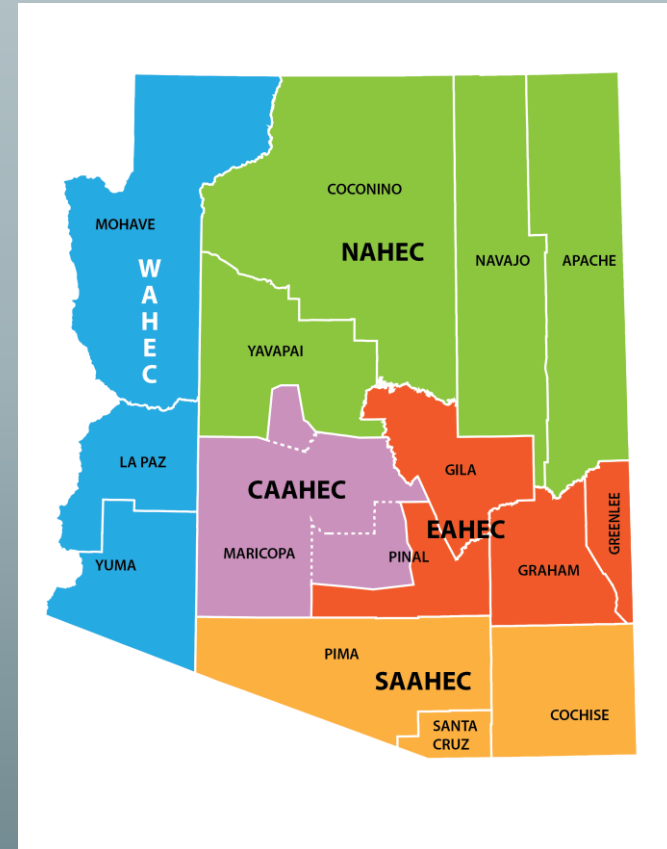 COCONINO
MOHAVE
NAHEC
NAVAJO
APACHE
W
A
H
E
C
YAVAPAI
LA PAZ
GILA
CAAHEC
GREENLEE
EAHEC
MARICOPA
PINAL
YUMA
GRAHAM
PIMA
SAAHEC
COCHISE
SANTA
CRUZ